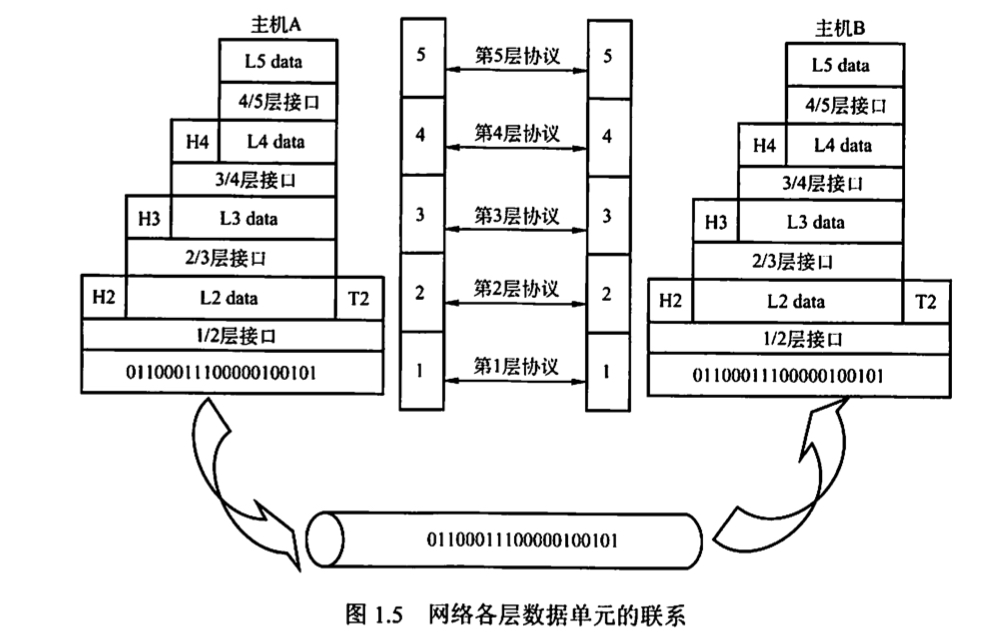 主机A
L5 data
4/5层接口
H4 L4 data
3/4层接口
H3 L3 data
2/3层接口
H2 L2 data T2
1/2层接口
01100011100000100101
5 第5层协议 5
4 第4层协议 4
3 第3层协议 3
2 第2层协议 2
1 第1层协议 1
主机B
L5 data
4/5层接口
H4 L4 data
3/4层接口
H3 L3 data
2/3层接口
H2 L2 data T2
1/2层接口
01100011100000100101
01100011100000100101
图 1.5 网络各层数据单元的联系